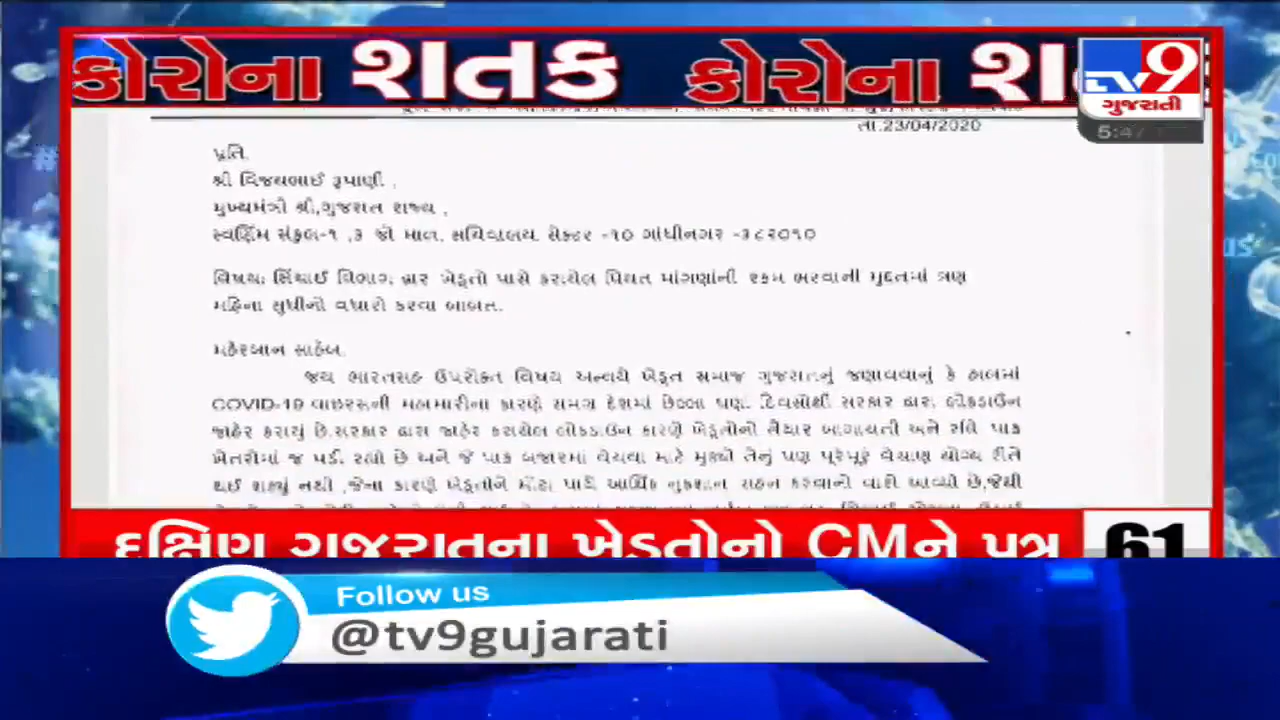 કોરોના શતક કોરોના
TV9
ગુજરાતી
તા.23/04/2020
પ્રતિ,
શ્રી વિજયભાઈ રૂપાણી,
મુખ્યમંત્રી શ્રી,ગુજરાત રાજ્ય,
સ્વર્ણિમ સંકુલ-૧ ,૩ જો માળ, સચિવાલય, સેક્ટર -૧૦ ગાંધીનગર -૩૮૨૦૧૦
વિષય: સિંચાઈ વિભાગ દ્વારા ખેડૂતો પાસે કરાયેલ પિયત માંગણાંની રકમ ભરવાની મુદતમાં ત્રણ
મહિના સુધીનો વધારો કરવા બાબત.
મહેરબાન સાહેબ,
જય ભારતસહ ઉપરોક્ત વિષય અન્વયે ખેડૂત સમાજ ગુજરાતનું જણાવવાનું કે હાલમાં
COVID-19 વાઇરસની મહામારીના કારણે સમગ્ર દેશમાં છેલ્લા ઘણા દિવસોથી સરકાર દ્વારા લોકડાઉન
જાહેર કરાયું છે.સરકાર દ્વારા જાહેર કરાયેલ લોકડાઉન કારણે ખેડૂતોનો તૈયાર બાગાયતી અને રવિ પાક
ખેતરોમાં જ પડી રહ્યો છે અને જે પાક બજારમાં વેચવા માટે મુક્યો તેનું પણ પૂરેપૂરું વેચાણ યોગ્ય રીતે
થઈ શક્યું નથી ,જેના કારણે ખેડૂતોને મોટા પાયે આર્થિક નુકશાન સહન કરવાનો વારો આવ્યો છે,જેથી
દક્ષિણ ગુજરાતના ખેડૂતોનો CMને પત્ર
61
Follow us
@tv9gujarati